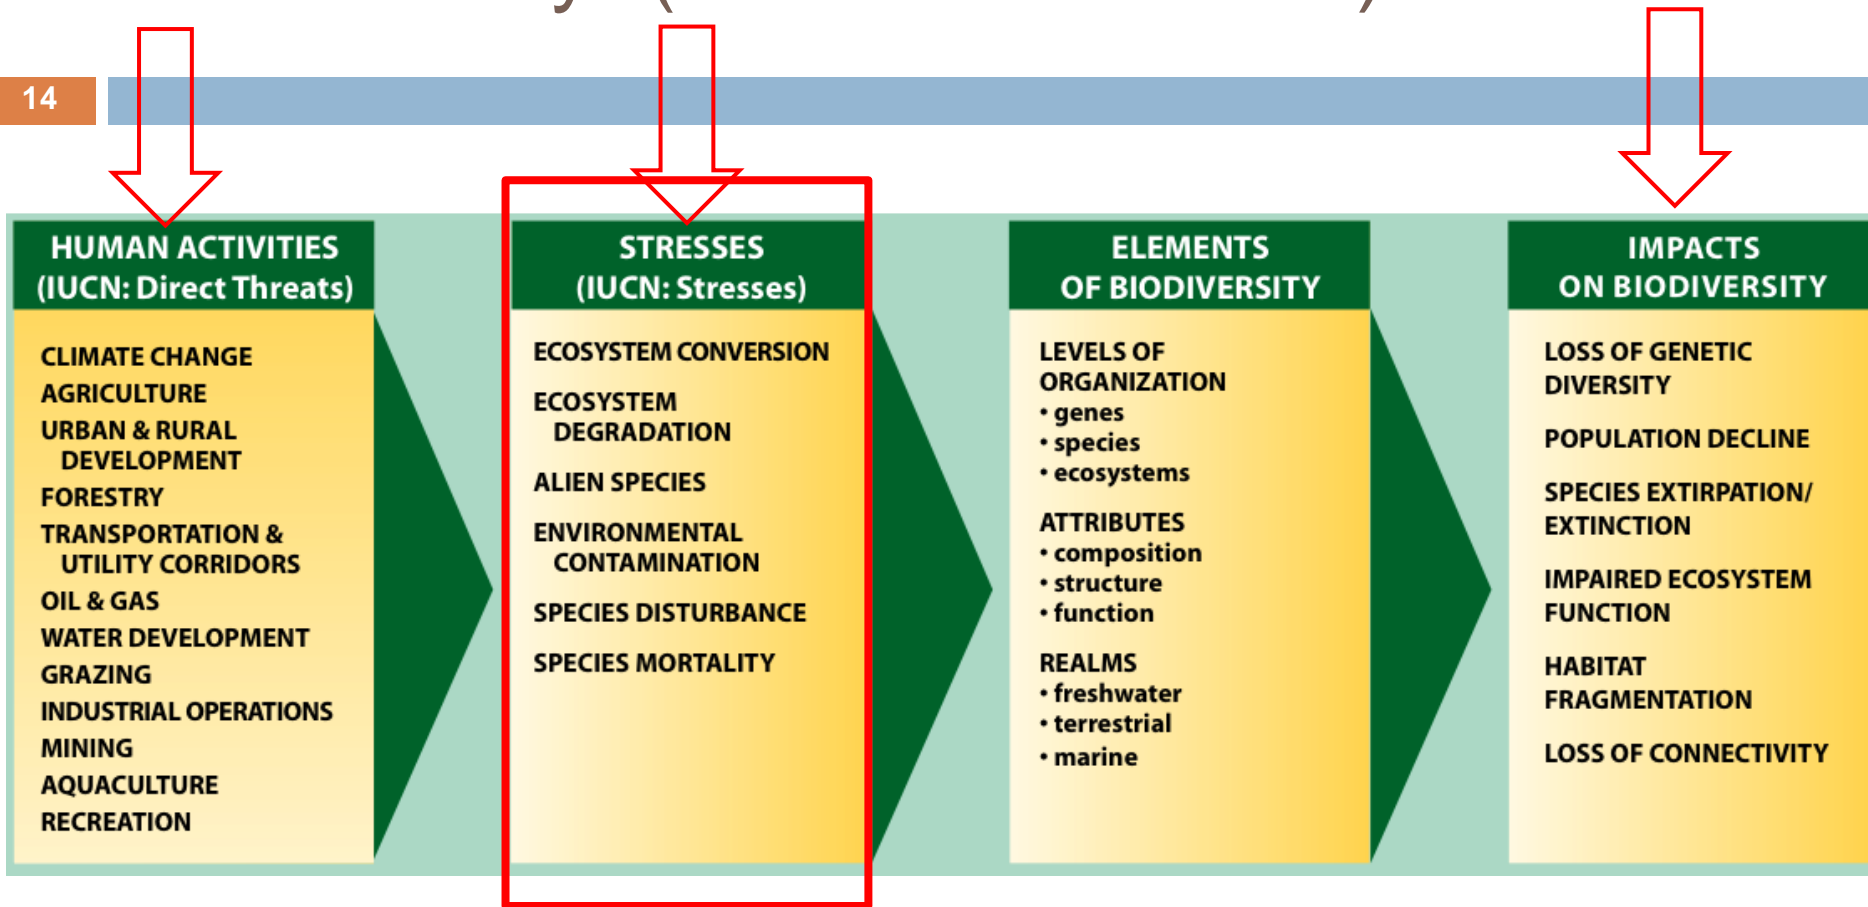 14
HUMAN ACTIVITIES
(IUCN: Direct Threats)
CLIMATE CHANGE
AGRICULTURE
URBAN & RURAL
DEVELOPMENT
FORESTRY
TRANSPORTATION &
UTILITY CORRIDORS
OIL & GAS
WATER DEVELOPMENT
GRAZING
INDUSTRIAL OPERATIONS
MINING
AQUACULTURE
RECREATION
STRESSES
(IUCN: Stresses)
ECOSYSTEM CONVERSION
ECOSYSTEM
DEGRADATION
ALIEN SPECIES
ENVIRONMENTAL
CONTAMINATION
SPECIES DISTURBANCE
SPECIES MORTALITY
ELEMENTS
OF BIODIVERSITY
LEVELS OF
ORGANIZATION
• genes
• species
• ecosystems
ATTRIBUTES
• composition
• structure
• function
REALMS
• freshwater
• terrestrial
• marine
IMPACTS
ON BIODIVERSITY
LOSS OF GENETIC
DIVERSITY
POPULATION DECLINE
SPECIES EXTIRPATION/
EXTINCTION
IMPAIRED ECOSYSTEM
FUNCTION
HABITAT
FRAGMENTATION
LOSS OF CONNECTIVITY